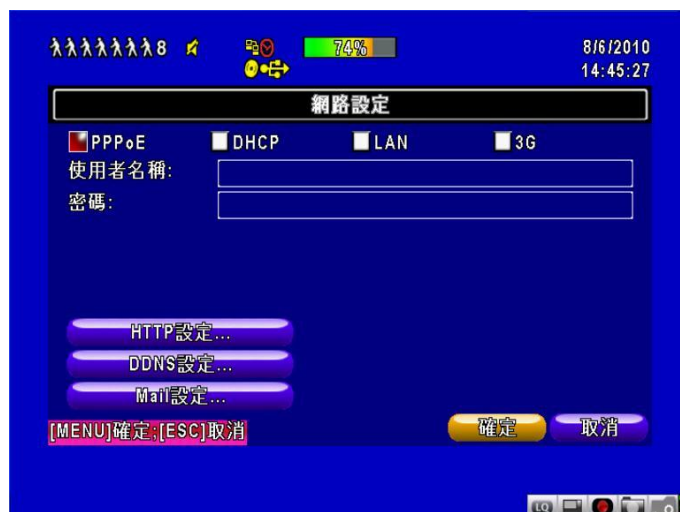 8 74% 8/6/2010
14:45:27
網路設定
PPPoE DHCP LAN 3G
使用者名稱:
密碼:
HTTP設定...
DDNS設定...
Mail設定...
[MENU]確定;[ESC]取消 確定 取消
LQ